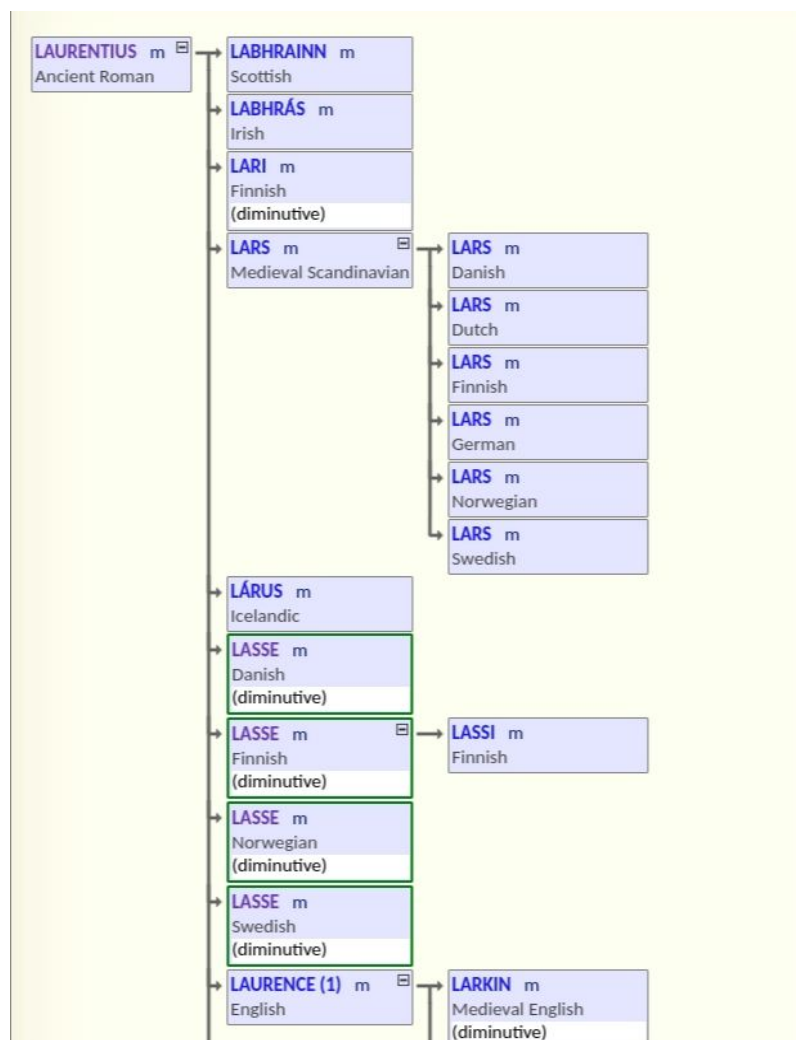 LAURENTIUS m
Ancient Roman
LABHRAINN m
Scottish
LABHRÁS m
Irish
LARI m
Finnish
(diminutive)
LARS m
Medieval Scandinavian
LARS m
Danish
LARS m
Dutch
LARS m
Finnish
LARS m
German
LARS m
Norwegian
LARS m
Swedish
LÁRUS m
Icelandic
LASSE m
Danish
(diminutive)
LASSE m
Finnish
(diminutive)
LASSI m
Finnish
LASSE m
Norwegian
(diminutive)
LASSE m
Swedish
(diminutive)
LAURENCE (1) m
English
LARKIN m
Medieval English
(diminutive)